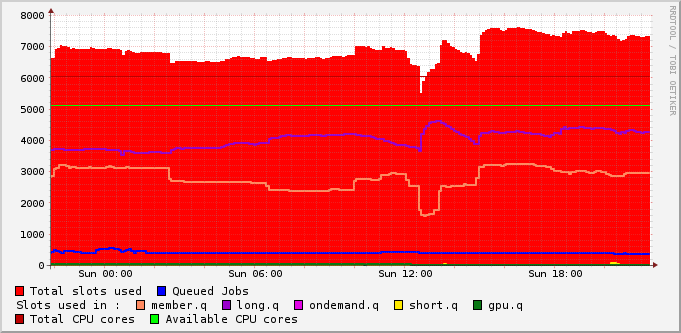 8000
7000
6000
5000
4000
3000
2000
1000
0
Sun 00:00 Sun 06:00 Sun 12:00 Sun 18:00
RRDTOOL / TOBI OETIKER
Total slots used Queued Jobs
Slots used in : member.q long.q ondemand.q short.q gpu.q
Total CPU cores Available CPU cores